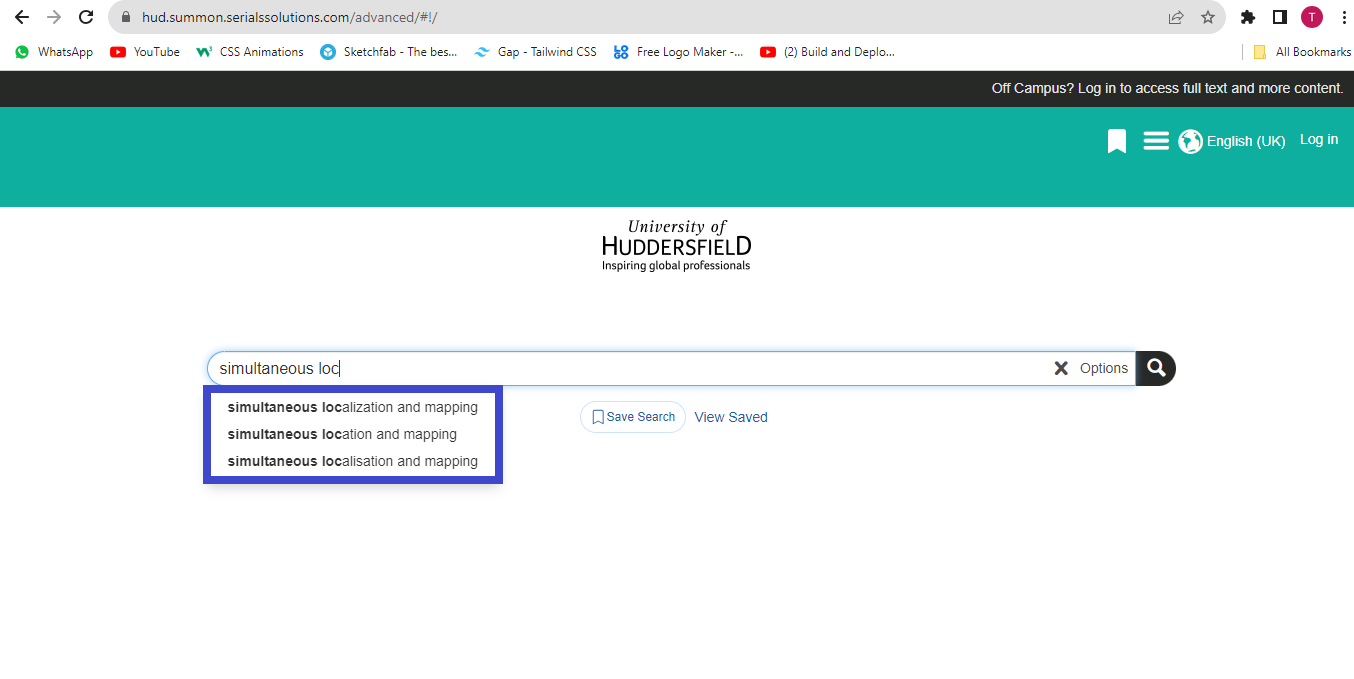 hud.summon.serialssolutions.com/advanced/#!/
T
WhatsApp YouTube W3 CSS Animations Sketchfab - The bes... Gap - Tailwind CSS Free Logo Maker -... (2) Build and Deplo... All Bookmarks
Off Campus? Log in to access full text and more content.
English (UK) Log in
University of
HUDDERSFIELD
Inspiring global professionals
simultaneous loc Options
simultaneous localization and mapping
simultaneous location and mapping
simultaneous localisation and mapping
Save Search View Saved